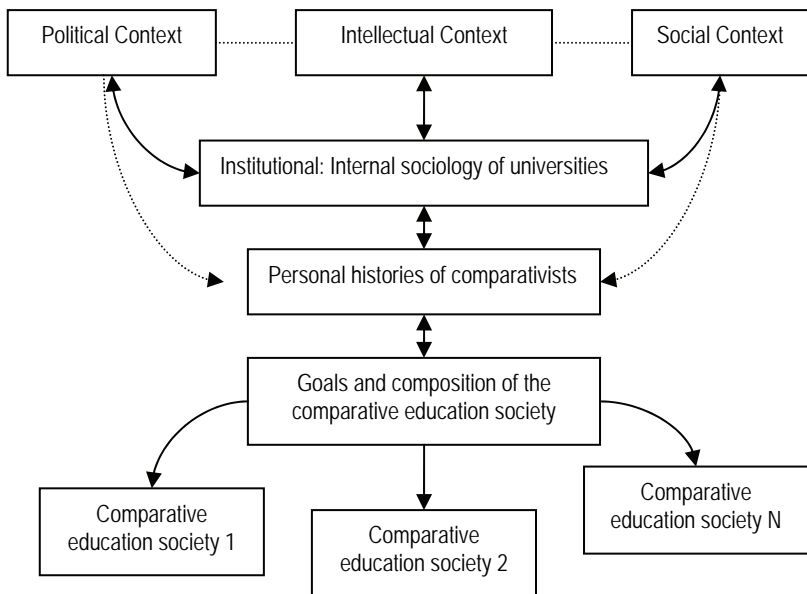 Political Context
Intellectual Context
Social Context
Institutional: Internal sociology of universities
Personal histories of comparativists
Goals and composition of the
comparative education society
Comparative
education society 1
Comparative
education society 2
Comparative
education society N